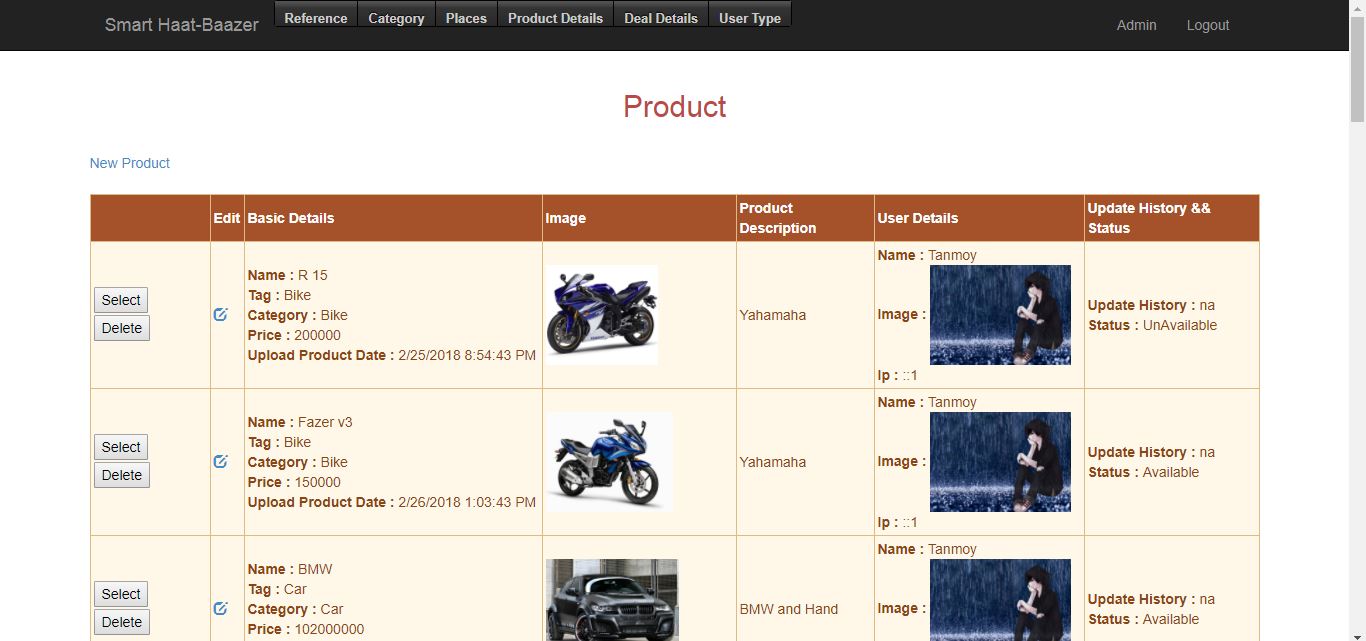 Smart Haat-Baazer
Reference Category Places Product Details Deal Details User Type
Admin Logout
Product
New Product
Edit Basic Details Image Product Description User Details Update History && Status
Select
Delete
Name : R 15
Tag : Bike
Category : Bike
Price : 200000
Upload Product Date : 2/25/2018 8:54:43 PM
Yahamaha
Name : Tanmoy
Image :
Ip : ::1
Update History : na
Status : UnAvailable
Select
Delete
Name : Fazer v3
Tag : Bike
Category : Bike
Price : 150000
Upload Product Date : 2/26/2018 1:03:43 PM
Yahamaha
Name : Tanmoy
Image :
Ip : ::1
Update History : na
Status : Available
Select
Delete
Name : BMW
Tag : Car
Category : Car
Price : 102000000
BMW and Hand
Name : Tanmoy
Image :
Update History : na
Status : Available